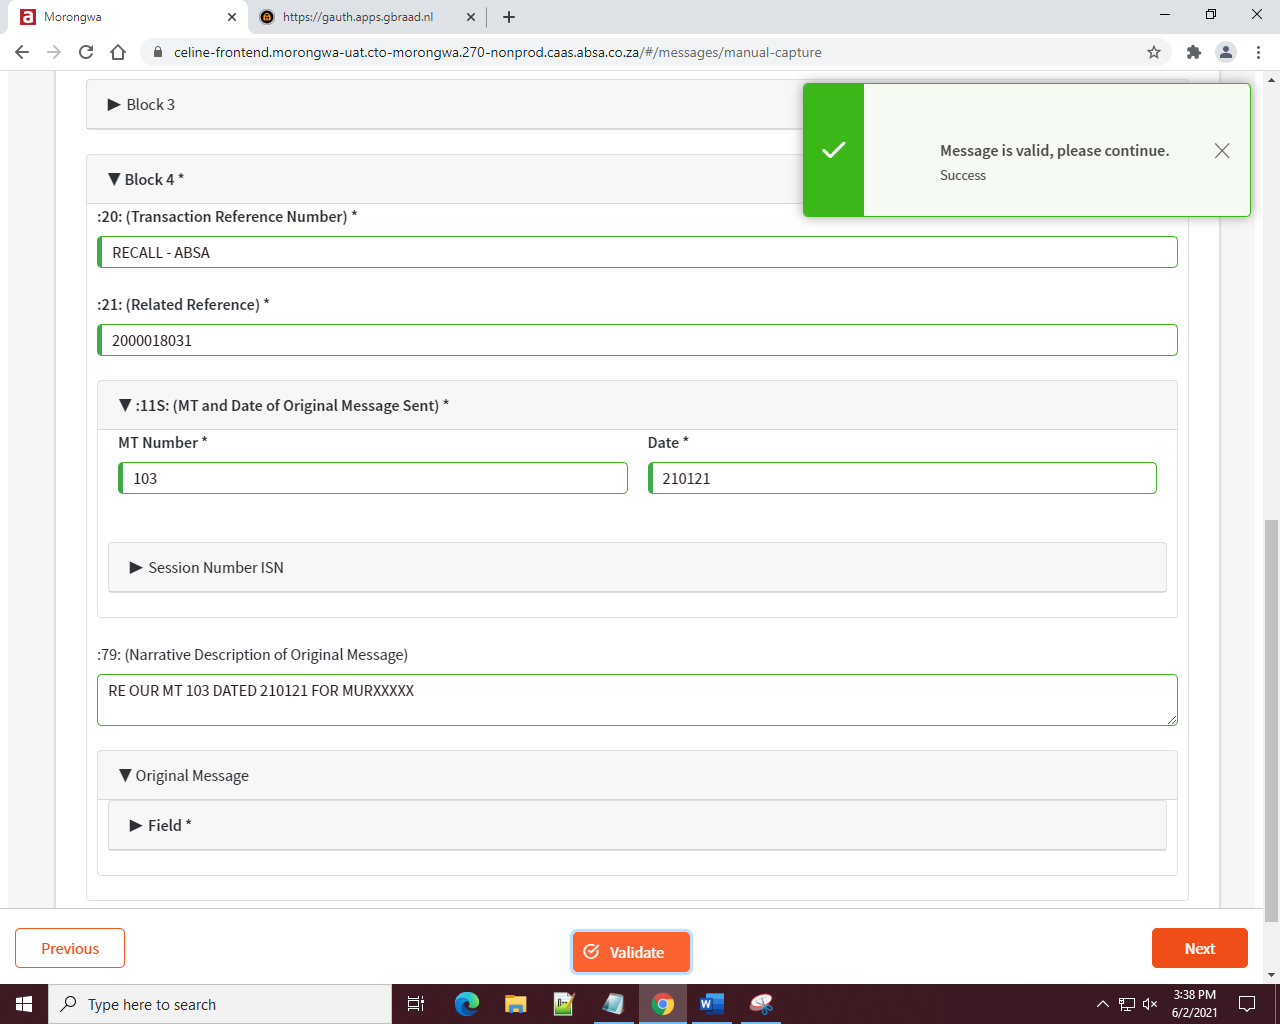 Morongwa
https://gauth.apps.gbraad.nl
celine-frontend.morongwa-uat.cto-morongwa.270-nonprod.caas.absa.co.za/#/messages/manual-capture
Block 3
Message is valid, please continue.
Success
Block 4 *
:20: (Transaction Reference Number) *
RECALL - ABSA
:21: (Related Reference) *
2000018031
:11S: (MT and Date of Original Message Sent) *
MT Number * Date *
103 210121
Session Number ISN
:79: (Narrative Description of Original Message)
RE OUR MT 103 DATED 210121 FOR MURXXXXX
Original Message
Field *
Previous Validate Next
Type here to search
3:38 PM
6/2/2021